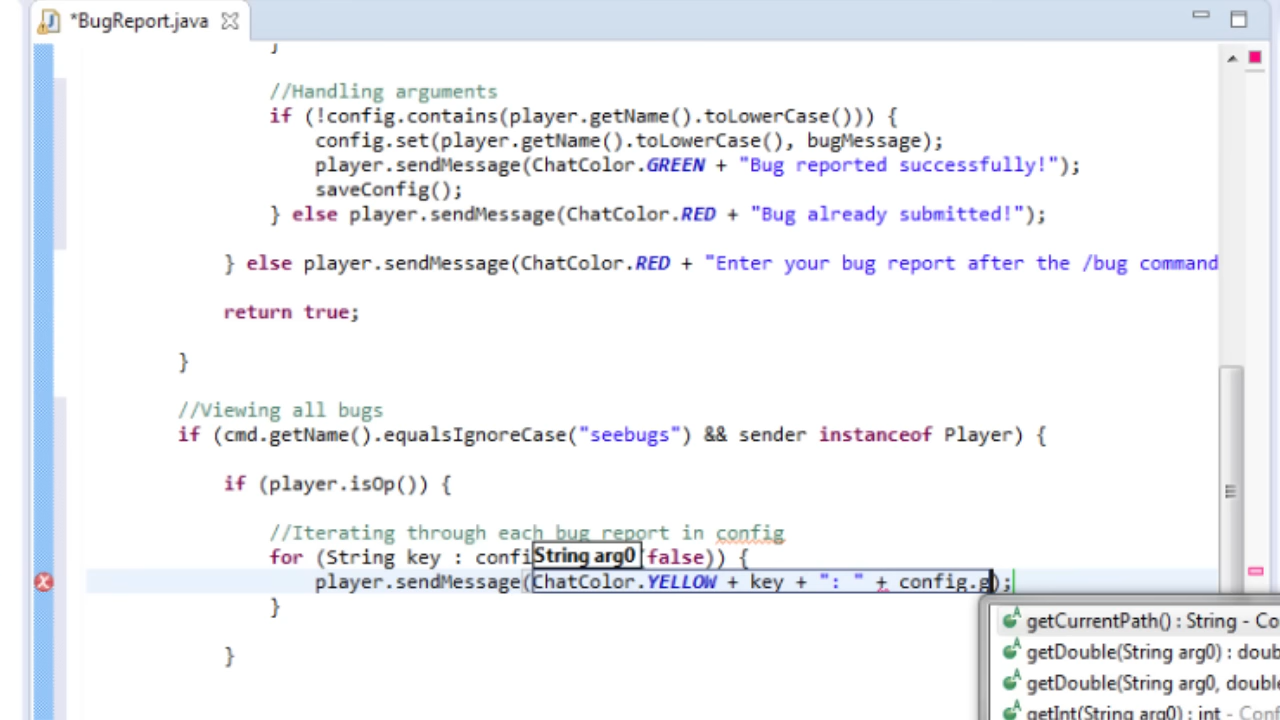 *BugReport.java
}
//Handling arguments
if (!config.contains(player.getName().toLowerCase())) {
config.set(player.getName().toLowerCase(), bugMessage);
player.sendMessage(ChatColor.GREEN + "Bug reported successfully!");
saveConfig();
} else player.sendMessage(ChatColor.RED + "Bug already submitted!");
} else player.sendMessage(ChatColor.RED + "Enter your bug report after the /bug command
return true;
}
//Viewing all bugs
if (cmd.getName().equalsIgnoreCase("seebugs") && sender instanceof Player) {
if (player.isOp()) {
//Iterating through each bug report in config
for (String key : confi
String arg0
false)) {
player.sendMessage(ChatColor.YELLOW + key + ": " + config.g);
}
getCurrentPath() : String - Co
getDouble(String arg0) : doub
}
getDouble(String arg0, double
getInt(String arg0) : int - Conf